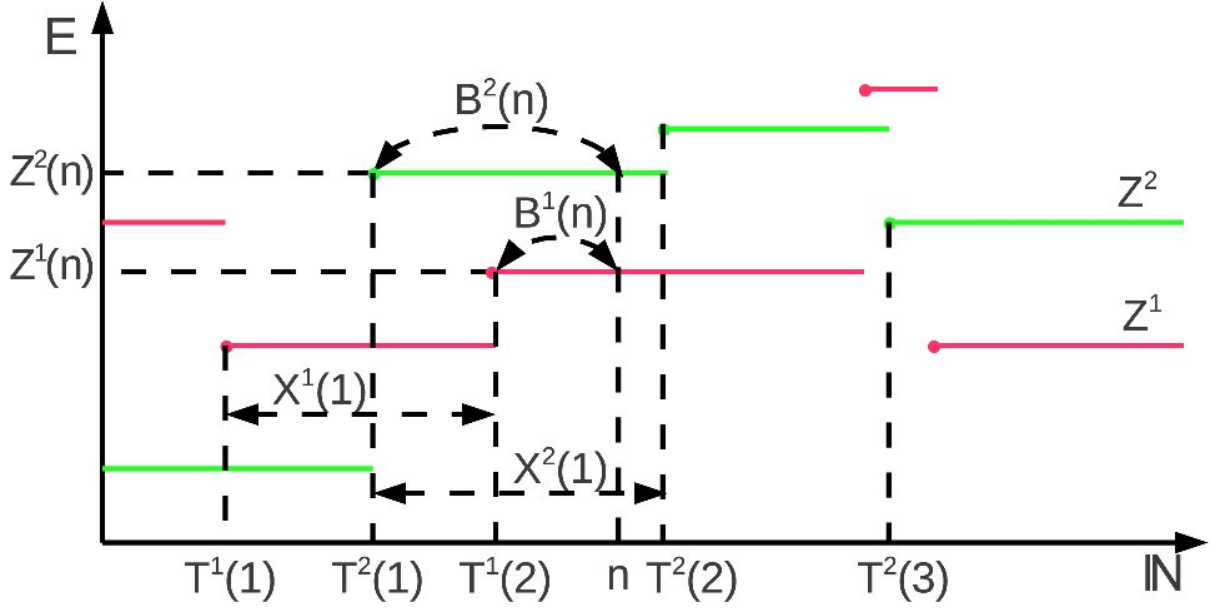 E
B²(n)
Z²(n)
Z²
B¹(n)
Z¹(n)
Z¹
X¹(1)
X²(1)
T¹(1) T²(1) T¹(2) n T²(2) T²(3) IN